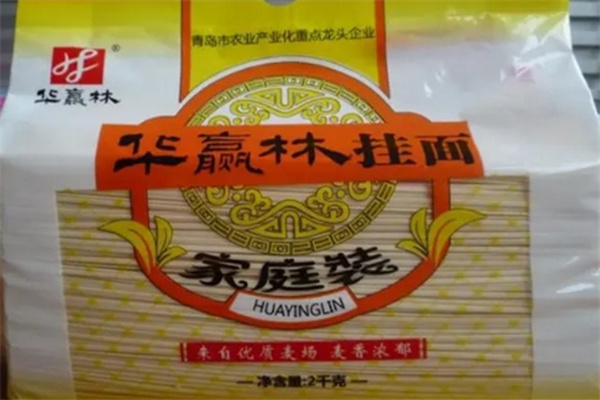 青岛市农业产业化重点龙头企业
®
华赢林
华赢林挂面
家庭装
HUAYINGLIN
来自优质麦场 麦香浓郁
净含量:2千克